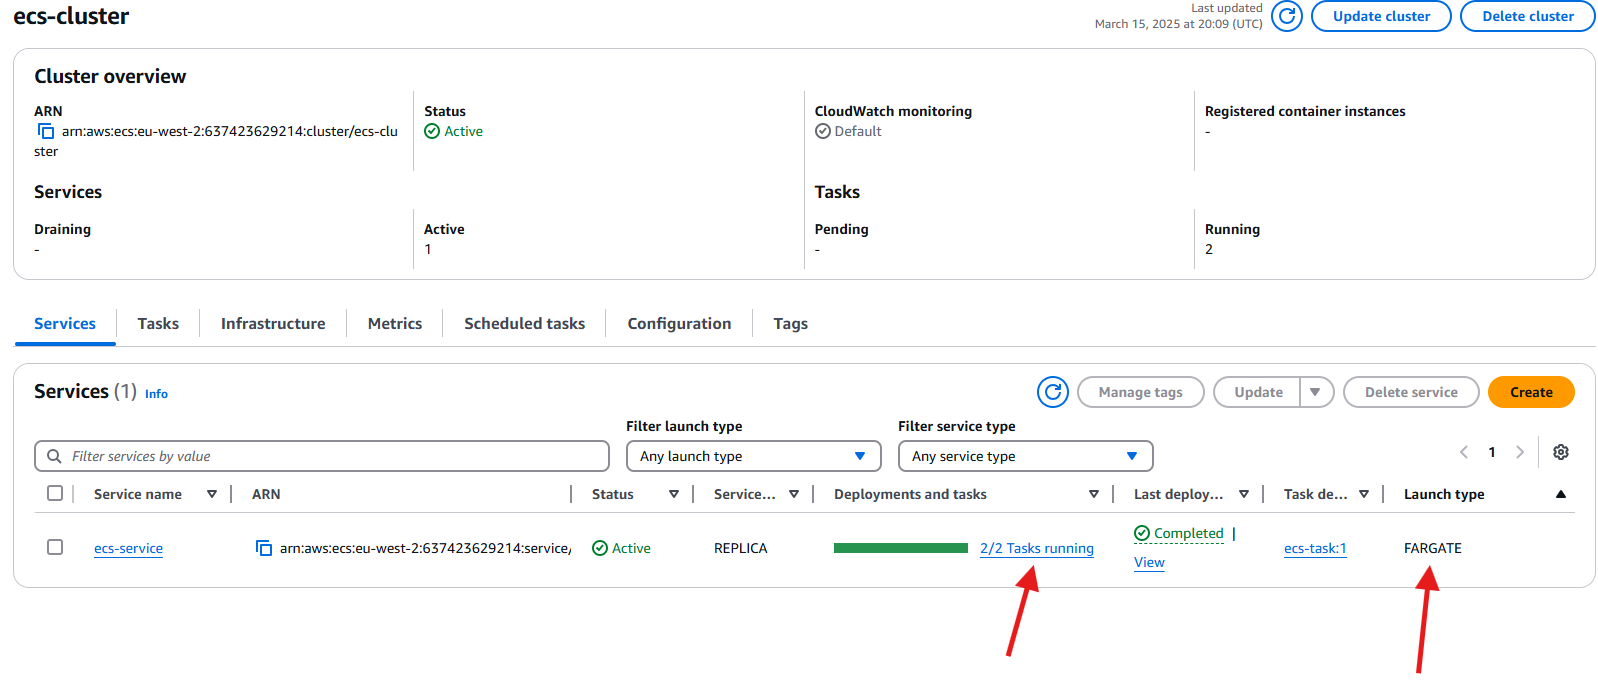 ecs-cluster
Last updated
March 15, 2025 at 20:09 (UTC)
Update cluster
Delete cluster
Cluster overview
ARN
arn:aws:ecs:eu-west-2:637423629214:cluster/ecs-clu
ster
Status
Active
CloudWatch monitoring
Default
Registered container instances
-
Services
Tasks
Draining
-
Active
1
Pending
-
Running
2
Services
Tasks
Infrastructure
Metrics
Scheduled tasks
Configuration
Tags
Services (1) Info
Manage tags
Update
Delete service
Create
Filter launch type
Filter service type
Filter services by value
Any launch type
Any service type
1
Service name
ARN
Status
Service...
Deployments and tasks
Last deploy...
Task de...
Launch type
ecs-service
arn:aws:ecs:eu-west-2:637423629214:service/
Active
REPLICA
2/2 Tasks running
Completed |
View
ecs-task:1
FARGATE